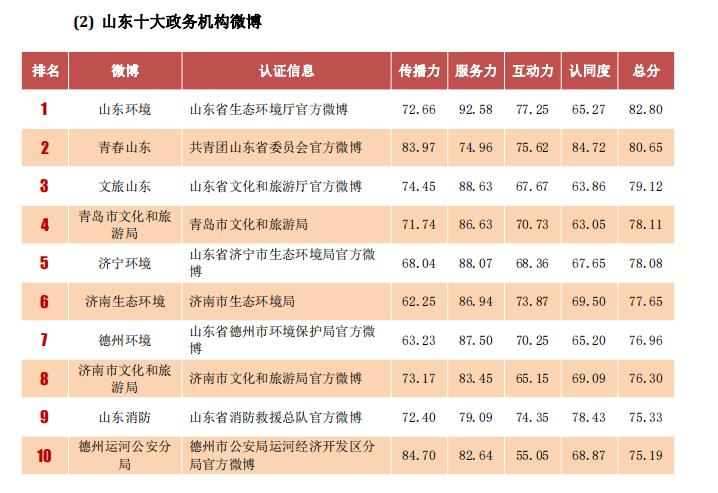 (2) 山东十大政务机构微博
排名 微博 认证信息 传播力 服务力 互动力 认同度 总分
1 山东环境 山东省生态环境厅官方微博 72.66 92.58 77.25 65.27 82.80
2 青春山东 共青团山东省委员会官方微博 83.97 74.96 75.62 84.72 80.65
3 文旅山东 山东省文化和旅游厅官方微博 74.45 88.63 67.67 63.86 79.12
4 青岛市文化和旅
游局 青岛市文化和旅游局 71.74 86.63 70.73 63.05 78.11
5 济宁环境 山东省济宁市生态环境局官方微
博 68.04 88.07 68.36 67.65 78.08
6 济南生态环境 济南市生态环境局 62.25 86.94 73.87 69.50 77.65
7 德州环境 山东省德州市环境保护局官方微
博 63.23 87.50 70.25 65.20 76.96
8 济南市文化和旅
游局 济南市文化和旅游局官方微博 73.17 83.45 65.15 69.09 76.30
9 山东消防 山东省消防救援总队官方微博 72.40 79.09 74.35 78.43 75.33
10 德州运河公安分
局 德州市公安局运河经济开发区分
局官方微博 84.70 82.64 55.05 68.87 75.19